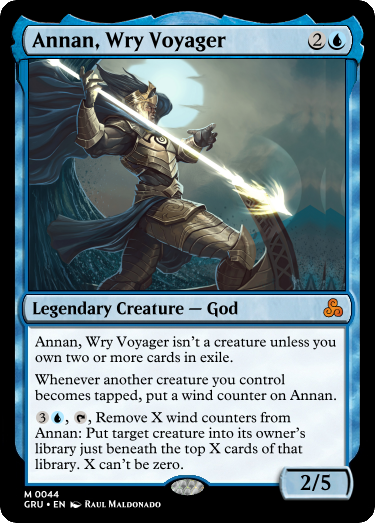 Annan, Wry Voyager 2
Legendary Creature — God
Annan, Wry Voyager isn't a creature unless you
own two or more cards in exile.
Whenever another creature you control
becomes tapped, put a wind counter on Annan.
3, , Remove X wind counters from
Annan: Put target creature into its owner's
library just beneath the top X cards of that
library. X can't be zero.
2/5
M 0044
GRU • EN Raul Maldonado